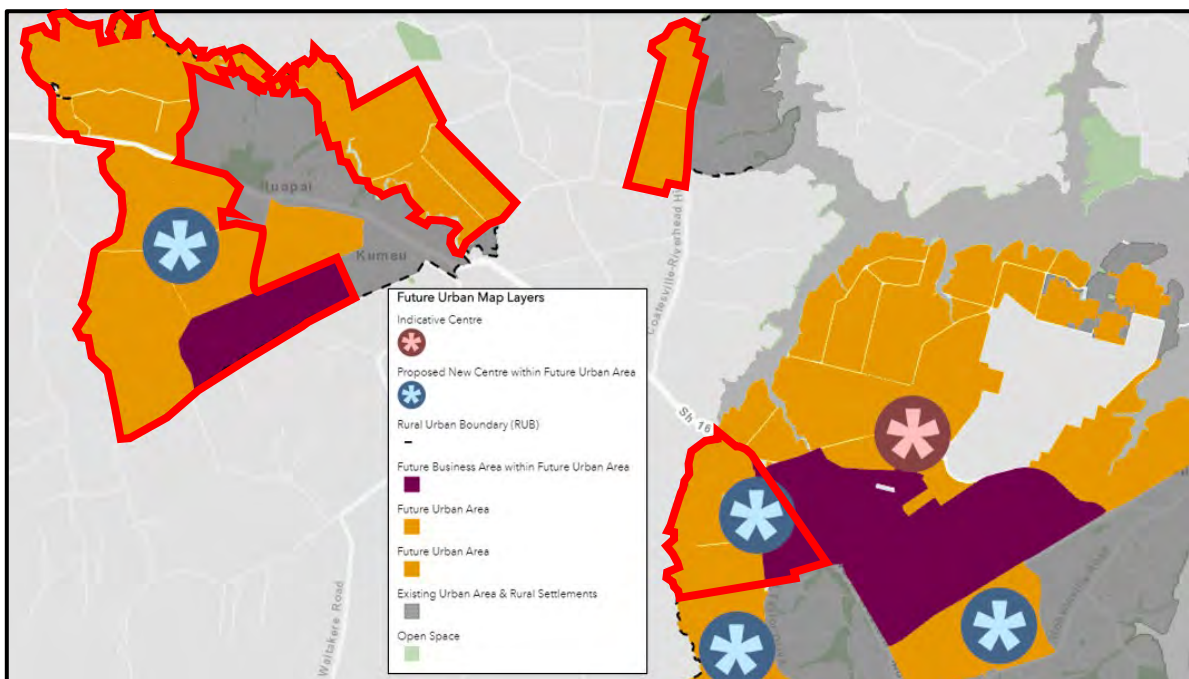 Huapai
Kumeu
Coatesville-Riverhead Hi
Sh 16
Waitakere Road
Future Urban Map Layers
Indicative Centre
Proposed New Centre within Future Urban Area
Rural Urban Boundary (RUB)
Future Business Area within Future Urban Area
Future Urban Area
Future Urban Area
Existing Urban Area & Rural Settlements
Open Space